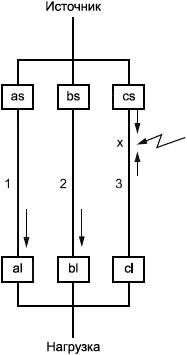 Источник
as bs cs
x
1 2 3
al bl cl
Нагрузка